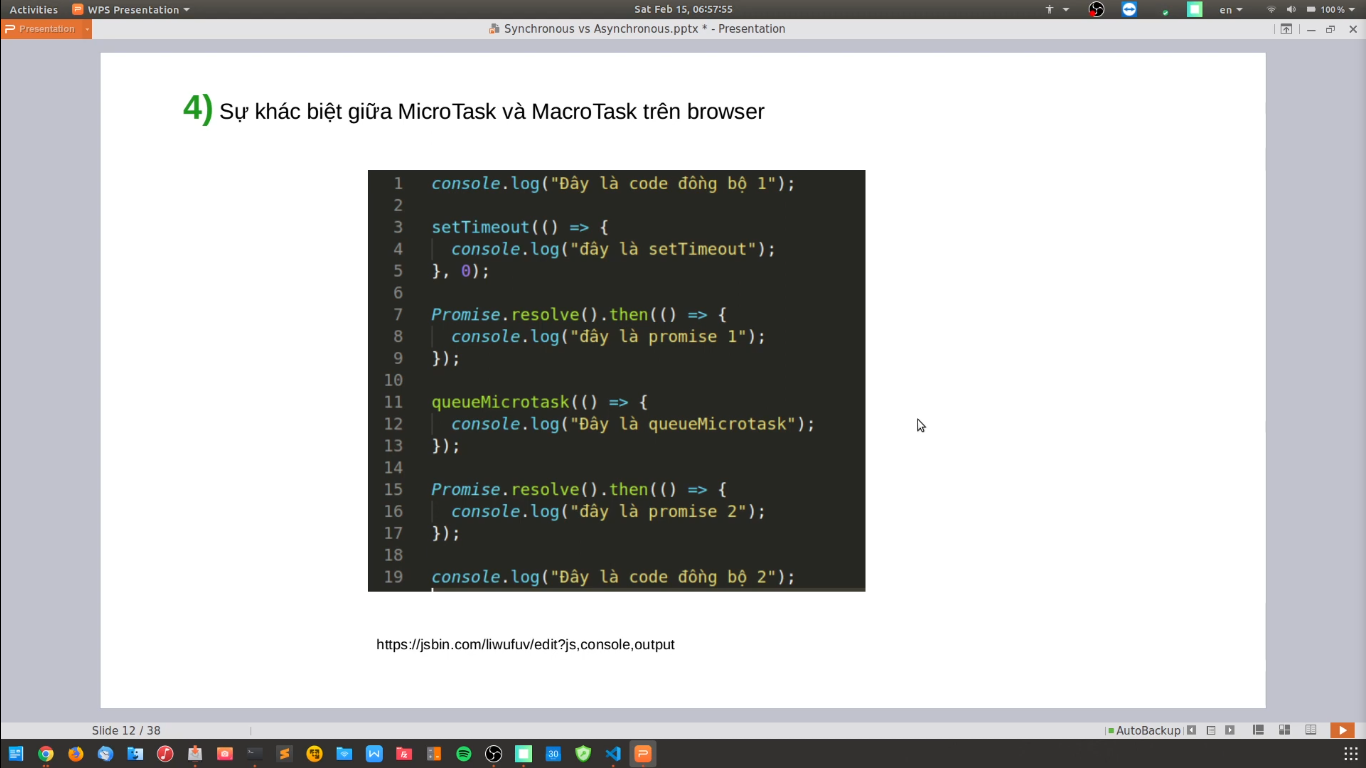 Activities WPS Presentation Sat Feb 15, 06:57:55 en 100%
Presentation Synchronous vs Asynchronous.pptx * - Presentation
4) Sự khác biệt giữa MicroTask và MacroTask trên browser
1 console.log("Đây là code đồng bộ 1");
2
3 setTimeout(() => {
4 console.log("đây là setTimeout");
5 }, 0);
6
7 Promise.resolve().then(() => {
8 console.log("đây là promise 1");
9 });
10
11 queueMicrotask(() => {
12 console.log("Đây là queueMicrotask");
13 });
14
15 Promise.resolve().then(() => {
16 console.log("đây là promise 2");
17 });
18
19 console.log("Đây là code đồng bộ 2");
https://jsbin.com/liwufuv/edit?js,console,output
Slide 12 / 38 AutoBackup
30